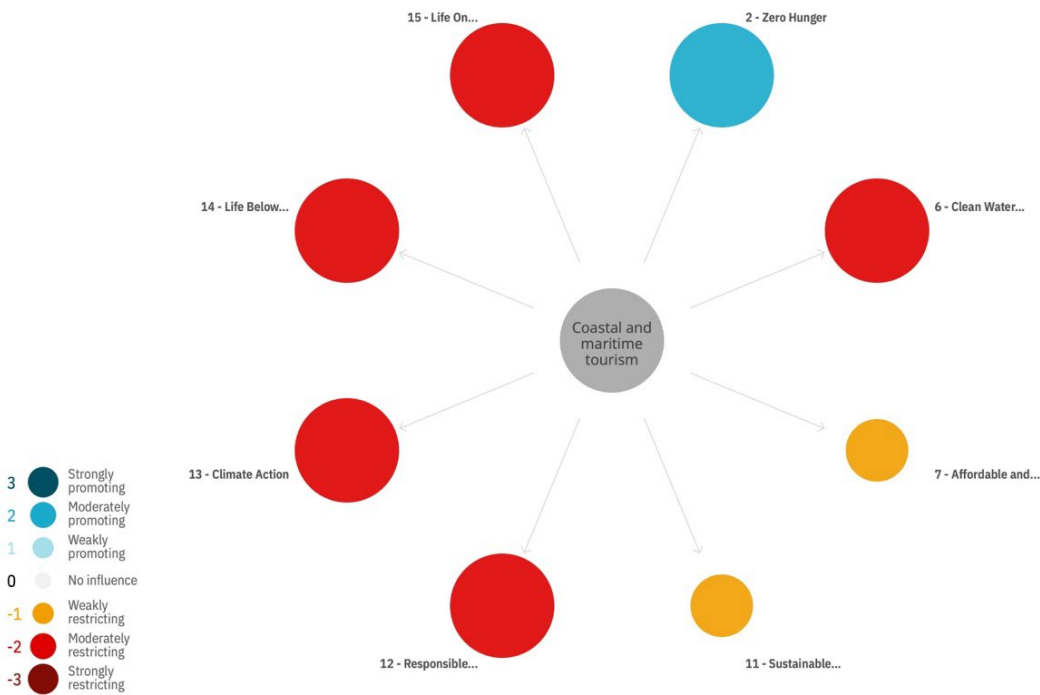 15 - Life On...
2 - Zero Hunger
14 - Life Below...
6 - Clean Water...
Coastal and
maritime
tourism
13 - Climate Action
7 - Affordable and...
12 - Responsible...
11 - Sustainable...
3 Strongly
promoting
2 Moderately
promoting
1 Weakly
promoting
0 No influence
-1 Weakly
restricting
-2 Moderately
restricting
-3 Strongly
restricting